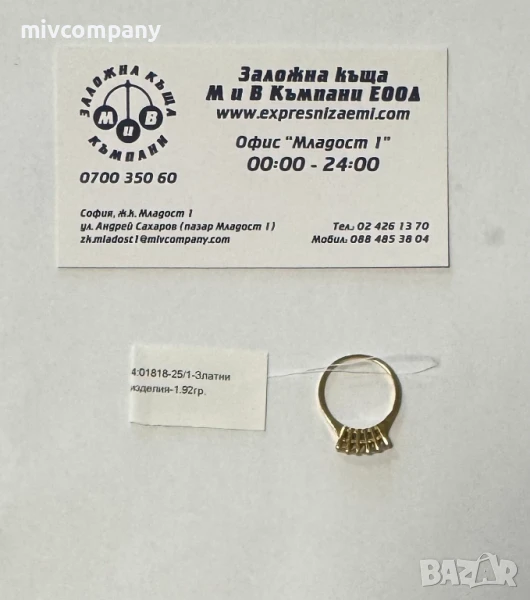 mivcompany
ЗАЛОЖНА КЪЩА
М и В
КЪМПАНИ
0700 350 60
Заложна къща
М и В Къмпани ЕООД
www.expresnizaemi.com
Офис "Младост 1"
00:00 - 24:00
София, ж.к. Младост 1
ул. Андрей Сахаров (пазар Младост 1)
zk.mladost1@mivcompany.com
Тел.: 02 426 13 70
Мобил: 088 485 38 04
4:01818-25/1-Златни
изделия-1.92гр.
BAZAR.BG